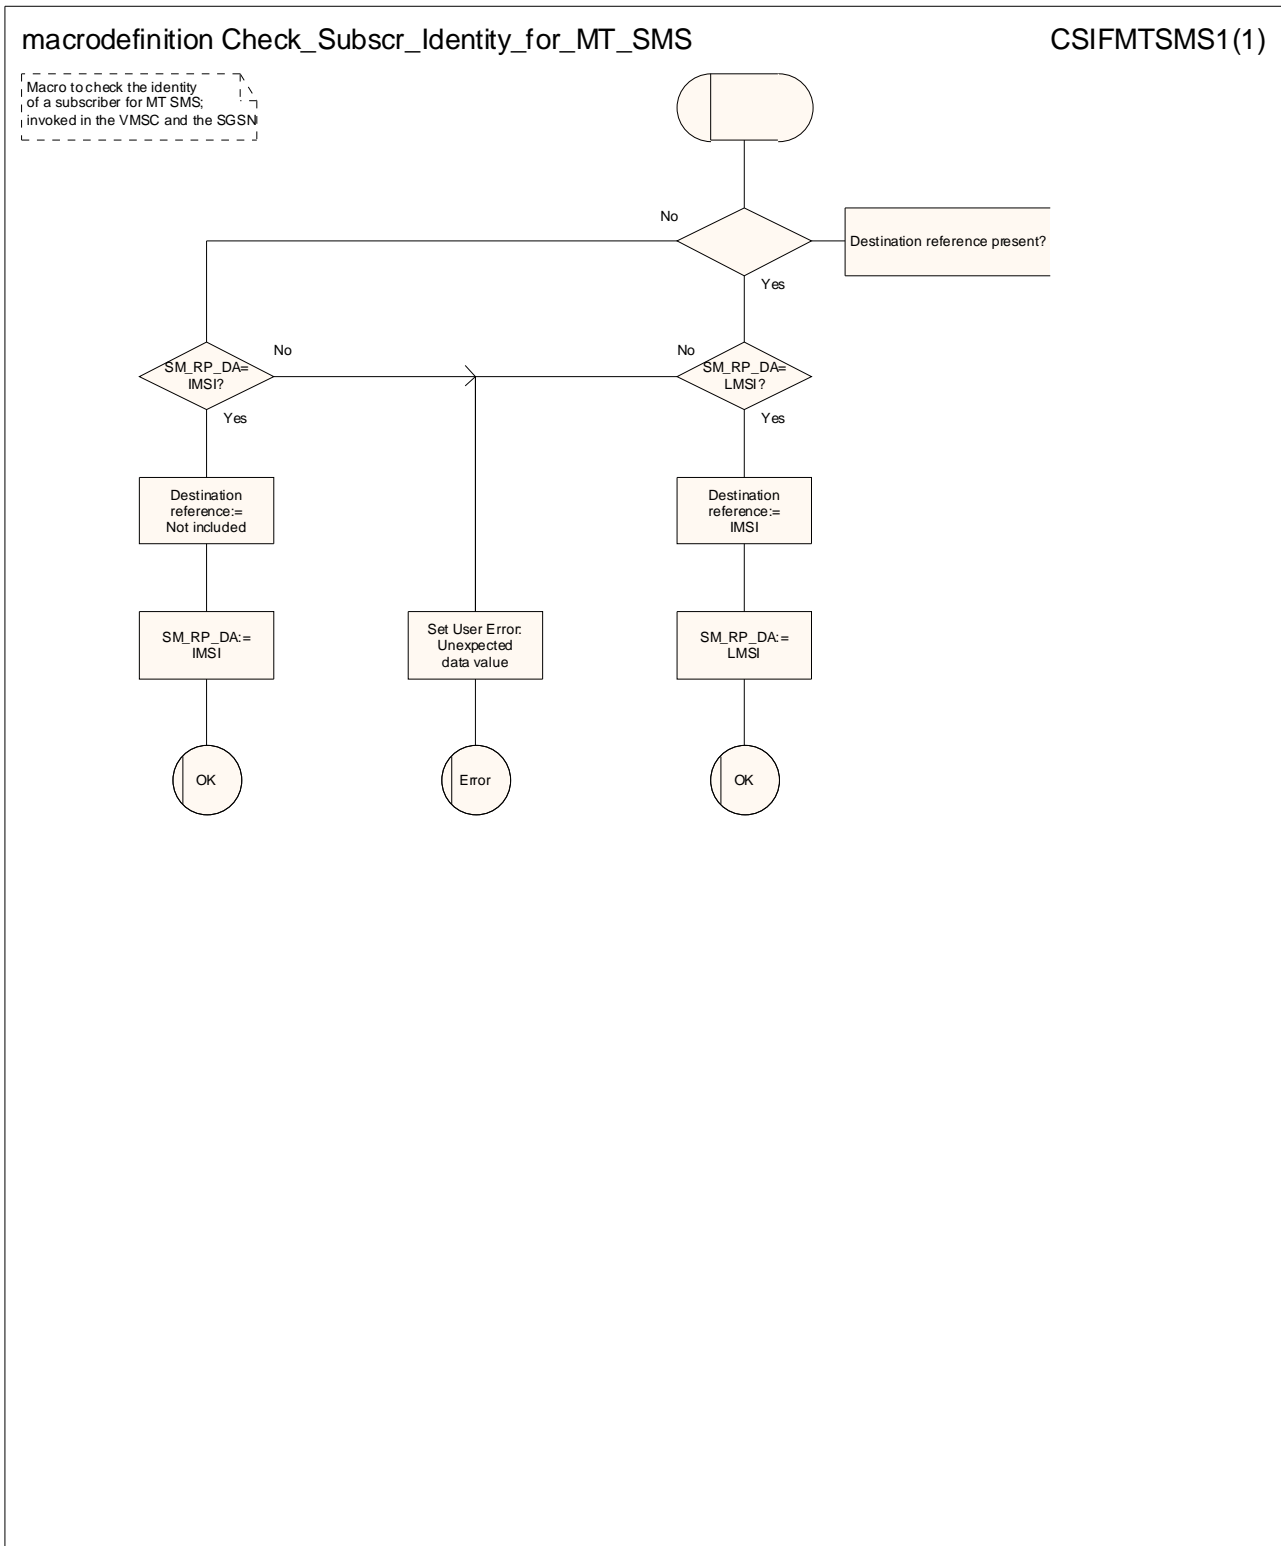 macrodefinition Check_Subscr_Identity_for_MT_SMS
CSIFMTSMS1(1)
Macro to check the identity
of a subscriber for MT SMS;
invoked in the VMSC and the SGSN
No
Destination reference present?
Yes
SM_RP_DA=
IMSI?
No
Yes
No
SM_RP_DA=
LMSI?
Yes
Destination
reference:=
Not included
Destination
reference:=
IMSI
SM_RP_DA:=
IMSI
Set User Error:
Unexpected
data value
SM_RP_DA:=
LMSI
OK
Error
OK